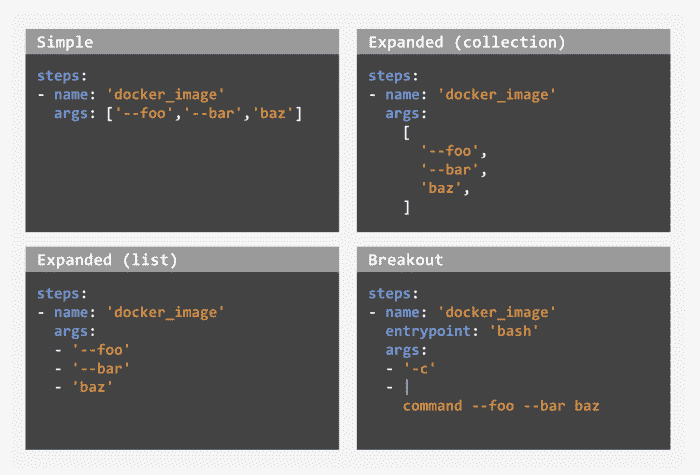 Simple
steps:
- name: 'docker_image'
  args: ['--foo','--bar','baz']
Expanded (collection)
steps:
- name: 'docker_image'
  args:
    [
      '--foo',
      '--bar',
      'baz',
    ]
Expanded (list)
steps:
- name: 'docker_image'
  args:
  - '--foo'
  - '--bar'
  - 'baz'
Breakout
steps:
- name: 'docker_image'
  entrypoint: 'bash'
  args:
  - '-c'
  - |
    command --foo --bar baz